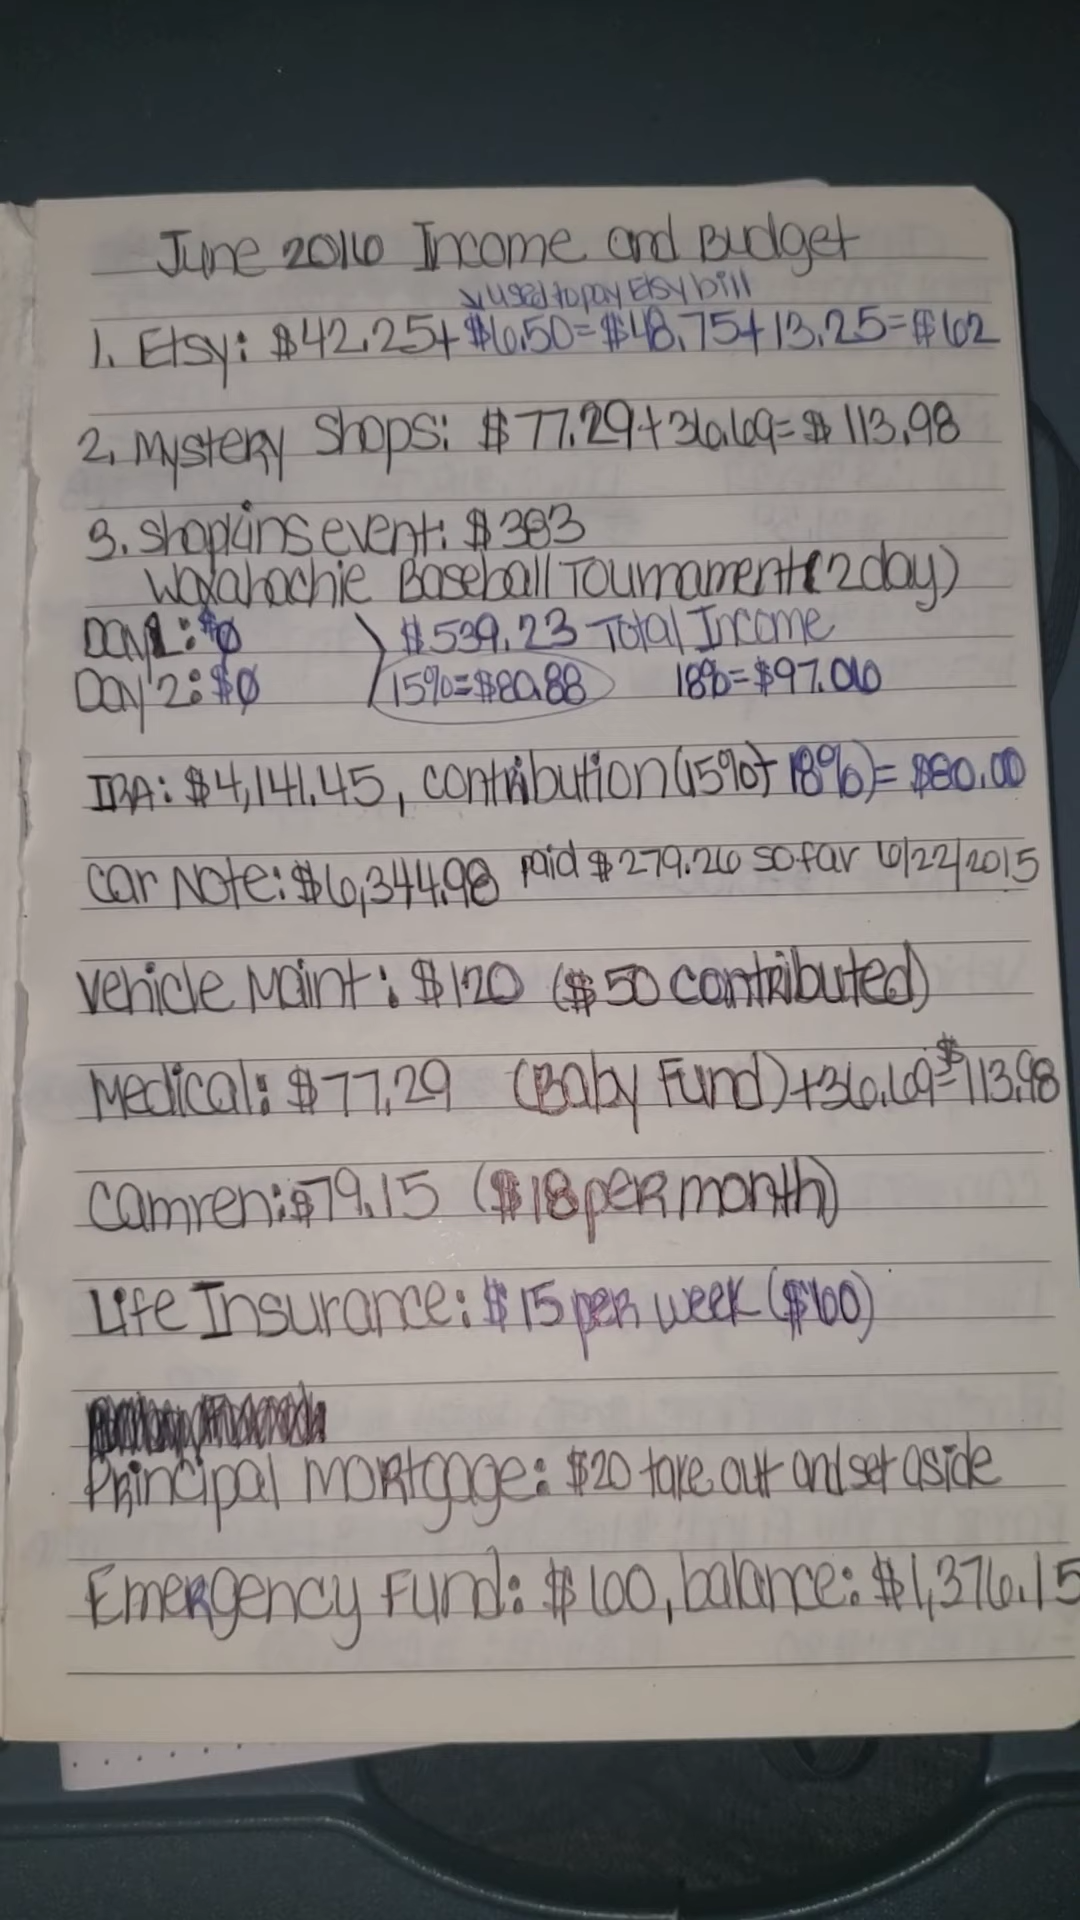 June 2016 Income and Budget
↘used to pay Etsy bill
1. Etsy: $42.25+$6.50=$48.75+13.25=$62
2. Mystery Shops: $77.29+36.69=$113.98
3. Shopkins event: $383
Waxahachie Baseball Tournament (2 day)
Day 1: $0 $539.23 Total Income
Day 2: $0 15%=$80.88 18%=$97.06
IRA: $4,141.45, contribution (15%+18%)= $80.00
Car Note: $6,344.98 paid $279.26 so far 6/22/2015
Vehicle Maint: $120 ($50 contributed)
Medical: $77.29 (Baby Fund)+36.69=$113.98
Camren: $79.15 ($18 per month)
Life Insurance: $15 per week ($60)
Principal Mortgage: $20 take out and set aside
Emergency Fund: $100, balance: $1,376.15